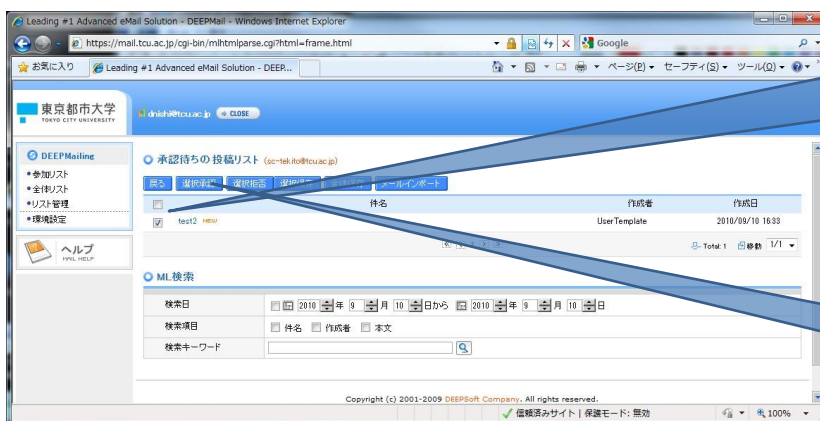 Leading #1 Advanced eMail Solution - DEEPMail - Windows Internet Explorer
https://mail.tcu.ac.jp/cgi-bin/mlhtmlparse.cgi?html=frame.html
Google
お気に入り Leading #1 Advanced eMail Solution - DEEP...
ページ(P) セーフティ(S) ツール(O)
東京都市大学
TOKYO CITY UNIVERSITY
dnishi@tcu.ac.jp CLOSE
DEEPMailing
・参加リスト
・全体リスト
・リスト管理
・環境設定
ヘルプ
MAIL HELP
承認待ちの投稿リスト (sc-tekito@tcu.ac.jp)
戻る 選択承認 選択拒否 メールインポート
件名 作成者 作成日
test2 NEW UserTemplate 2010/09/10 16:33
Total: 1 移動 1/1
ML検索
検索日 2010 年 9 月 10 日から 2010 年 9 月 10 日
検索項目 件名 作成者 本文
検索キーワード
Copyright (c) 2001-2009 DEEPSoft Company. All rights reserved.
信頼済みサイト | 保護モード: 無効 100%